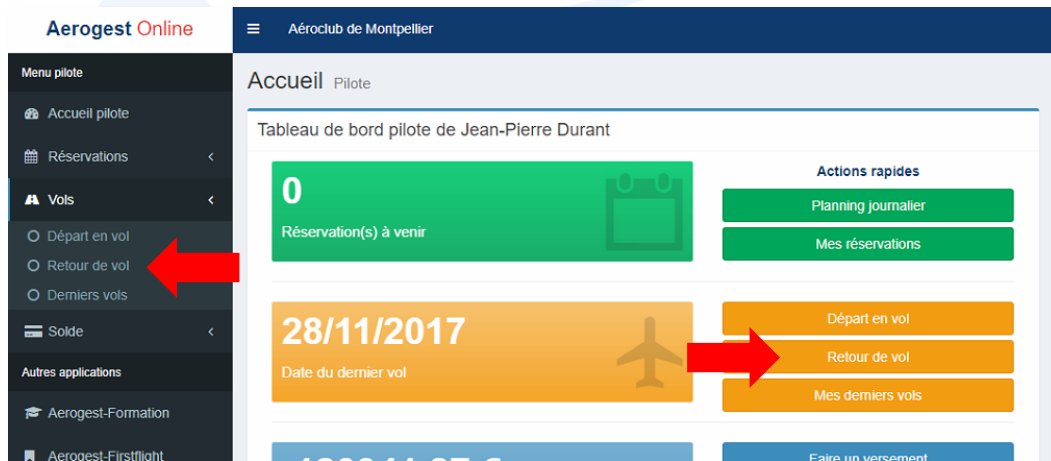 Aerogest Online
Aéroclub de Montpellier
Menu pilote
Accueil pilote
Réservations
Vols
Départ en vol
Retour de vol
Derniers vols
Solde
Autres applications
Aerogest-Formation
Aerogest-Firstflight
Accueil Pilote
Tableau de bord pilote de Jean-Pierre Durant
0
Réservation(s) à venir
Actions rapides
Planning journalier
Mes réservations
28/11/2017
Date du dernier vol
Départ en vol
Retour de vol
Mes derniers vols
Faire un versement